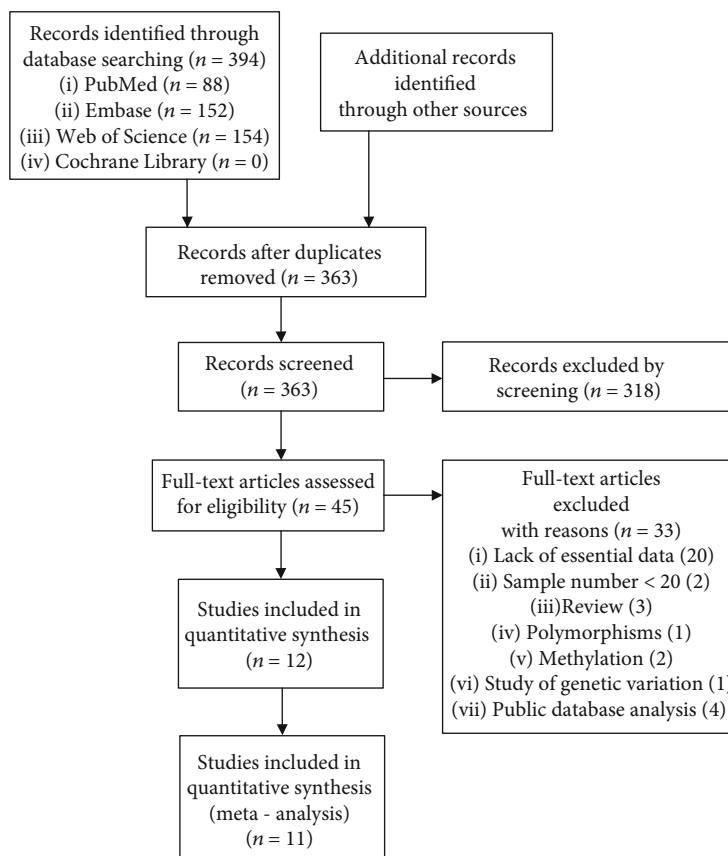 Records identified through
database searching (n = 394)
(i) PubMed (n = 88)
(ii) Embase (n = 152)
(iii) Web of Science (n = 154)
(iv) Cochrane Library (n = 0)
Additional records
identified
through other sources
Records after duplicates
removed (n = 363)
Records screened
(n = 363)
Records excluded by
screening (n = 318)
Full-text articles assessed
for eligibility (n = 45)
Full-text articles
excluded
with reasons (n = 33)
(i) Lack of essential data (20)
(ii) Sample number < 20 (2)
(iii)Review (3)
(iv) Polymorphisms (1)
(v) Methylation (2)
(vi) Study of genetic variation (1)
(vii) Public database analysis (4)
Studies included in
quantitative synthesis
(n = 12)
Studies included in
quantitative synthesis
(meta - analysis)
(n = 11)